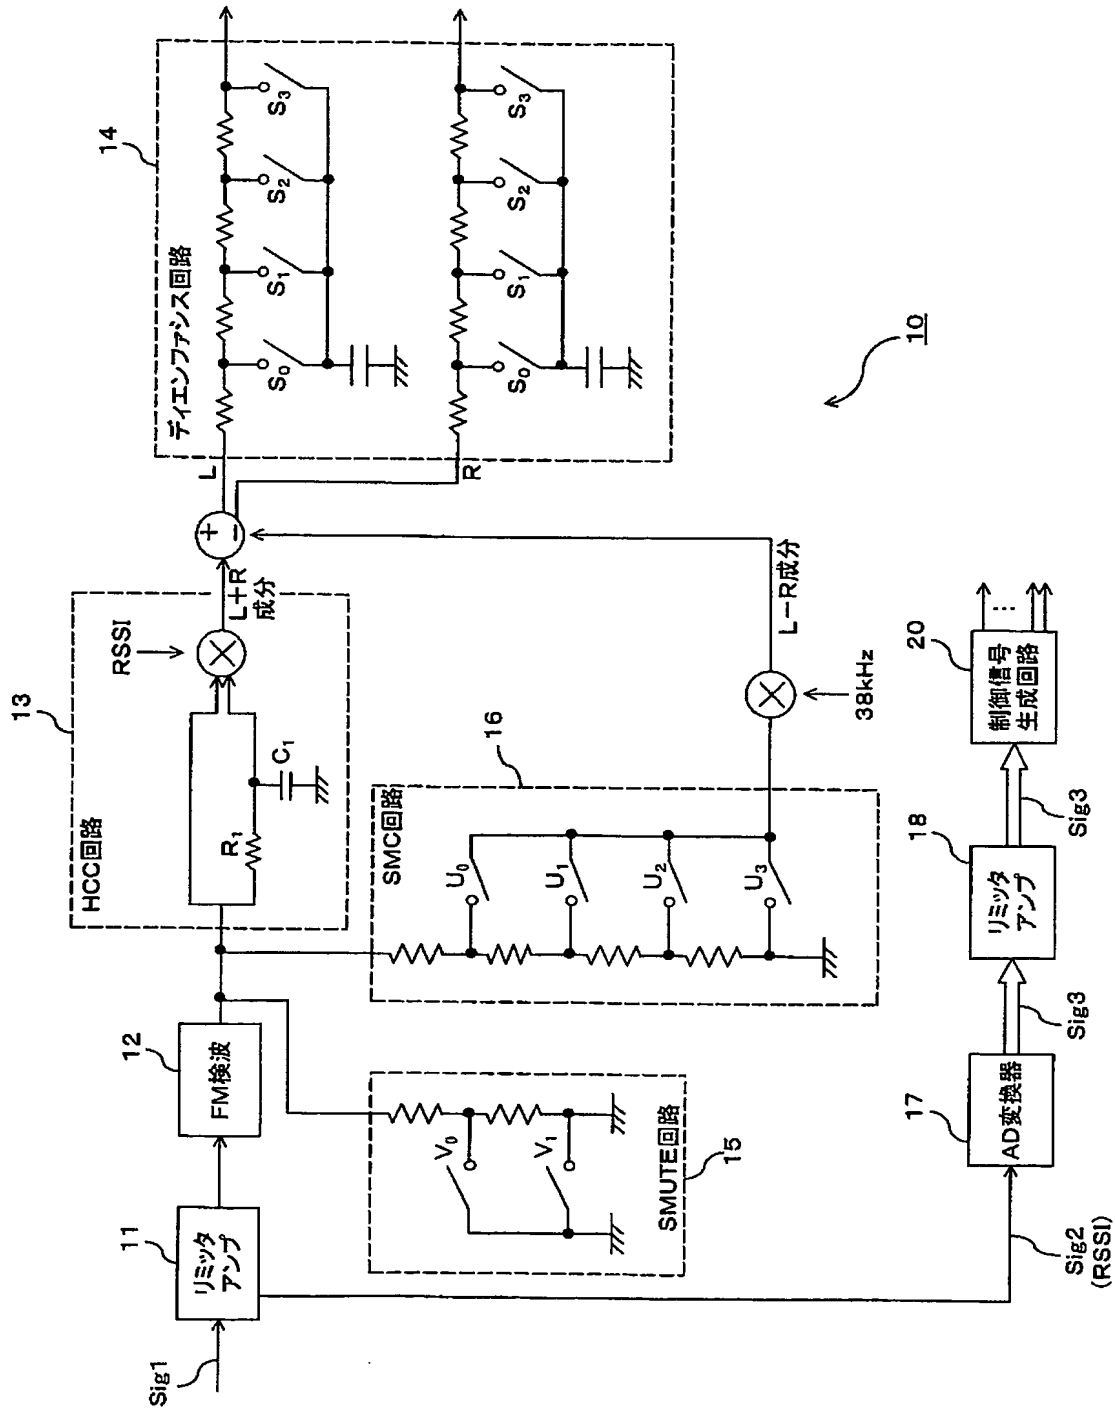 Sig1
11
リミッタ
アンプ
12
FM検波
13
HCC回路
R1
C1
RSSI
L+R
成分
+
−
L
R
14
ディエンファシス回路
S0
S1
S2
S3
S0
S1
S2
S3
SMUTE回路
15
V0
V1
SMC回路
16
U0
U1
U2
U3
38kHz
L−R成分
10
Sig2
(RSSI)
17
AD変換器
Sig3
18
リミッタ
アンプ
Sig3
20
制御信号
生成回路
…